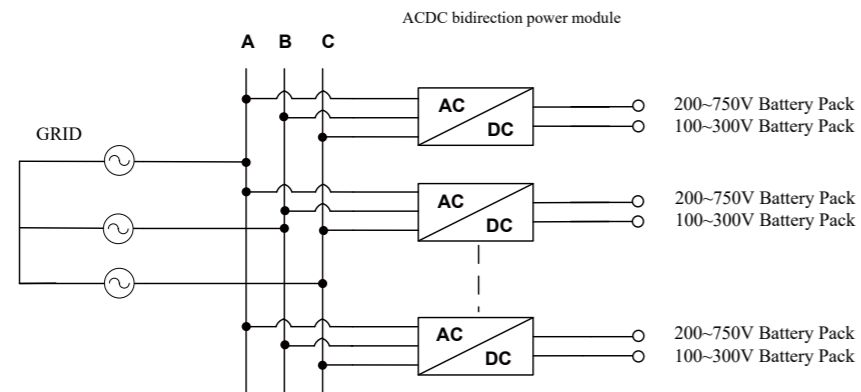 ACDC bidirection power module
A B C
GRID
AC
DC
200~750V Battery Pack
100~300V Battery Pack
AC
DC
200~750V Battery Pack
100~300V Battery Pack
AC
DC
200~750V Battery Pack
100~300V Battery Pack